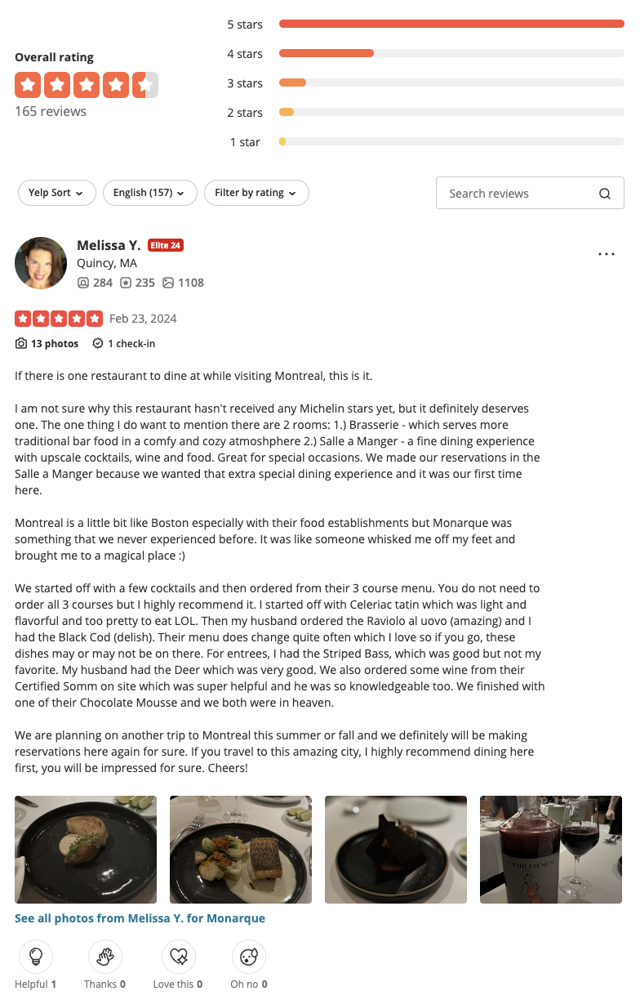 5 stars
4 stars
Overall rating
3 stars
165 reviews
2 stars
1 star
Yelp Sort English (157) Filter by rating Search reviews
Melissa Y. Elite 24
Quincy, MA
284 235 1108
Feb 23, 2024
13 photos 1 check-in
If there is one restaurant to dine at while visiting Montreal, this is it.
I am not sure why this restaurant hasn't received any Michelin stars yet, but it definitely deserves
one. The one thing I do want to mention there are 2 rooms: 1.) Brasserie - which serves more
traditional bar food in a comfy and cozy atmoshphere 2.) Salle a Manger - a fine dining experience
with upscale cocktails, wine and food. Great for special occasions. We made our reservations in the
Salle a Manger because we wanted that extra special dining experience and it was our first time
here.
Montreal is a little bit like Boston especially with their food establishments but Monarque was
something that we never experienced before. It was like someone whisked me off my feet and
brought me to a magical place :)
We started off with a few cocktails and then ordered from their 3 course menu. You do not need to
order all 3 courses but I highly recommend it. I started off with Celeriac tatin which was light and
flavorful and too pretty to eat LOL. Then my husband ordered the Raviolo al uovo (amazing) and I
had the Black Cod (delish). Their menu does change quite often which I love so if you go, these
dishes may or may not be on there. For entrees, I had the Striped Bass, which was good but not my
favorite. My husband had the Deer which was very good. We also ordered some wine from their
Certified Somm on site which was super helpful and he was so knowledgeable too. We finished with
one of their Chocolate Mousse and we both were in heaven.
We are planning on another trip to Montreal this summer or fall and we definitely will be making
reservations here again for sure. If you travel to this amazing city, I highly recommend dining here
first, you will be impressed for sure. Cheers!
See all photos from Melissa Y. for Monarque
Helpful 1 Thanks 0 Love this 0 Oh no 0